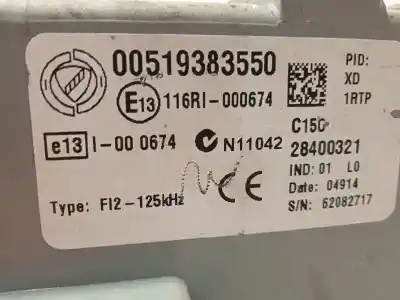 00519383550
PID:
XD
1RTP
E13 116RI-000674
e13 I-00 0674
N11042
C150
28400321
IND: 01 L0
Type: FI2-125kHz
CE
Date: 04914
S/N: 62082717